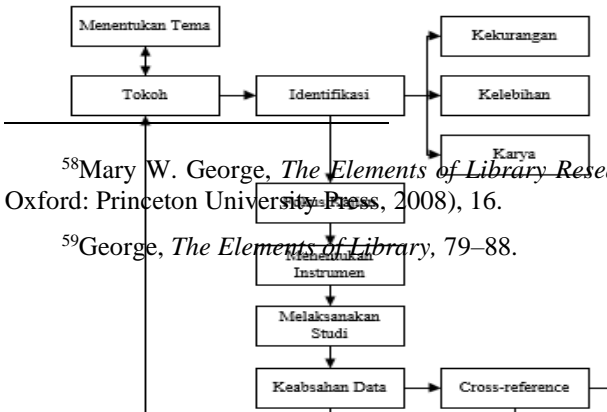 Menentukan Tema
Kekurangan
Tokoh
Identifikasi
Kelebihan
Karya
58Mary W. George, The Elements of Library Rese
Oxford: Princeton University Press, 2008), 16.
59George, The Elements of Library, 79–88.
Menentukan
Instrumen
Melaksanakan
Studi
Keabsahan Data
Cross-reference